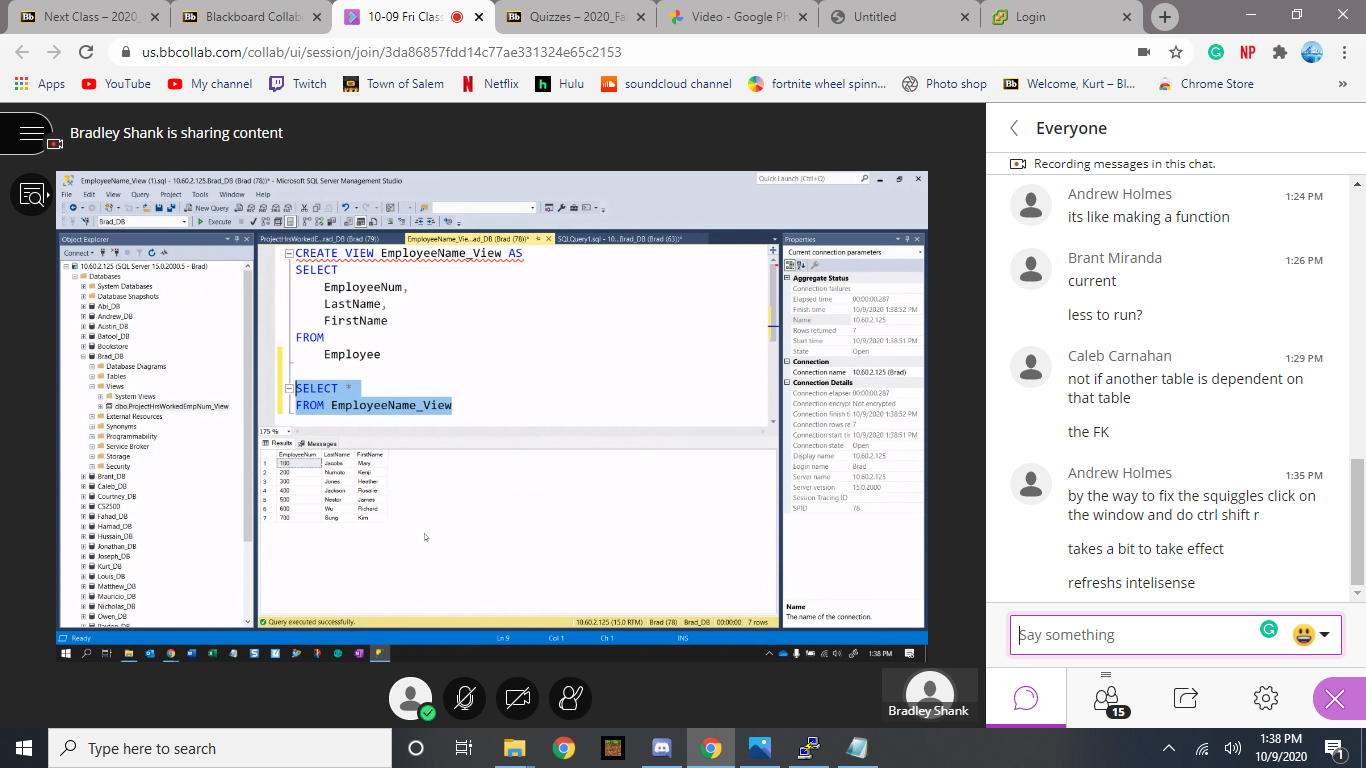 Next Class – 2020_
Blackboard Collab
10-09 Fri Clas
Quizzes – 2020_Fa
Video - Google Ph
Untitled
Login
us.bbcollab.com/collab/ui/session/join/3da86857fdd14c77ae331324e65c2153
Apps
YouTube
My channel
Twitch
Town of Salem
Netflix
Hulu
soundcloud channel
fortnite wheel spinn...
Photo shop
Welcome, Kurt – Bl...
Chrome Store
Bradley Shank is sharing content
EmployeeName_View (1).sql - 10.60.2.125.Brad_DB (Brad (78))* - Microsoft SQL Server Management Studio
Quick Launch (Ctrl+Q)
File Edit View Query Project Tools Window Help
New Query
Brad_DB
Execute
Object Explorer
Connect
10.60.2.125 (SQL Server 15.0.2000.5 - Brad)
Databases
System Databases
Database Snapshots
Abi_DB
Andrew_DB
Austin_DB
Batool_DB
Bookstore
Brad_DB
Database Diagrams
Tables
Views
System Views
dbo.ProjectHrsWorkedEmpNum_View
External Resources
Synonyms
Programmability
Service Broker
Storage
Security
Brant_DB
Caleb_DB
Courtney_DB
CS2500
Fahad_DB
Hamad_DB
Hussain_DB
Jonathan_DB
Joseph_DB
Kurt_DB
Louis_DB
Matthew_DB
Mauricio_DB
Nicholas_DB
Owen_DB
ProjectHrsWorkedE...rad_DB (Brad (79))
EmployeeName_Vie...ad_DB (Brad (78))*
SQLQuery1.sql - 10...Brad_DB (Brad (63))*
CREATE VIEW EmployeeName_View AS
SELECT
EmployeeNum,
LastName,
FirstName
FROM
Employee
SELECT *
FROM EmployeeName_View
175 %
Results Messages
EmployeeNum LastName FirstName
1 100 Jacobs Mary
2 200 Numoto Kenji
3 300 Jones Heather
4 400 Jackson Rosalie
5 500 Nestor James
6 600 Wu Richard
7 700 Sung Kim
Query executed successfully.
10.60.2.125 (15.0 RTM) Brad (78) Brad_DB 00:00:00 7 rows
Properties
Current connection parameters
Aggregate Status
Connection failures
Elapsed time 00:00:00.287
Finish time 10/9/2020 1:38:52 PM
Name 10.60.2.125
Rows returned 7
Start time 10/9/2020 1:38:51 PM
State Open
Connection
Connection name 10.60.2.125 (Brad)
Connection Details
Connection elapse 00:00:00.287
Connection encryp Not encrypted
Connection finish ti 10/9/2020 1:38:52 PM
Connection rows re 7
Connection start tir 10/9/2020 1:38:51 PM
Connection state Open
Display name 10.60.2.125
Login name Brad
Server name 10.60.2.125
Server version 15.0.2000
Session Tracing ID
SPID 78
Name
The name of the connection.
Ready
Ln 9 Col 1 Ch 1 INS
1:38 PM
Bradley Shank
Everyone
Recording messages in this chat.
Andrew Holmes 1:24 PM
its like making a function
Brant Miranda 1:26 PM
current
less to run?
Caleb Carnahan 1:29 PM
not if another table is dependent on
that table
the FK
Andrew Holmes 1:35 PM
by the way to fix the squiggles click on
the window and do ctrl shift r
takes a bit to take effect
refreshs intelisense
Say something
15
Type here to search
1:38 PM
10/9/2020
1